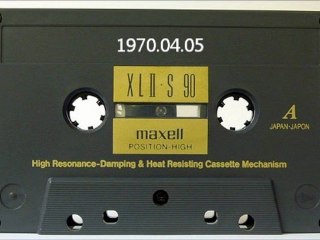 1970.04.05
XLII·S 90
maxell
POSITION-HIGH
A
JAPAN-JAPON
High Resonance-Damping & Heat Resisting Cassette Mechanism